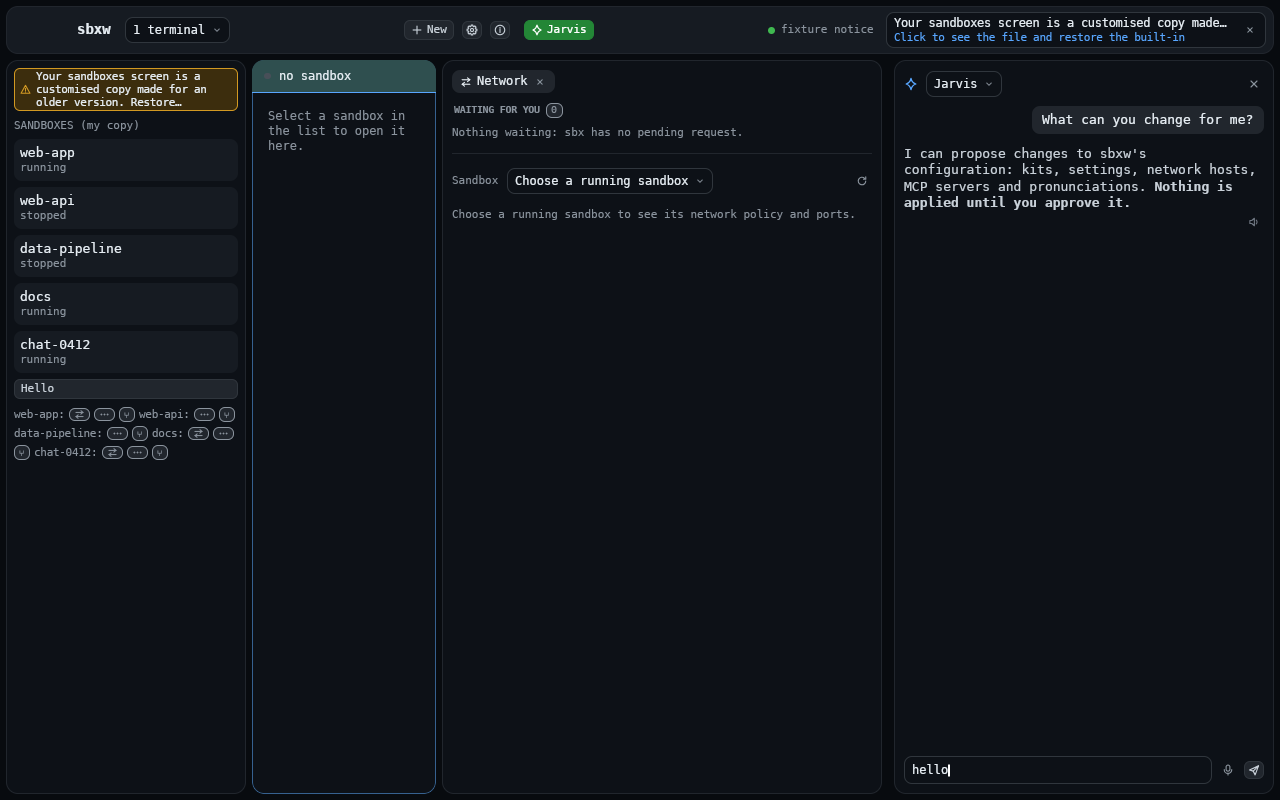 sbxw
1 terminal
New
Jarvis
fixture notice
Your sandboxes screen is a customised copy made…
Click to see the file and restore the built-in
Your sandboxes screen is a
customised copy made for an
older version. Restore…
SANDBOXES (my copy)
web-app
running
web-api
stopped
data-pipeline
stopped
docs
running
chat-0412
running
Hello
web-app: web-api:
data-pipeline: docs:
chat-0412:
no sandbox
Select a sandbox in
the list to open it
here.
Network
WAITING FOR YOU 0
Nothing waiting: sbx has no pending request.
Sandbox Choose a running sandbox
Choose a running sandbox to see its network policy and ports.
Jarvis
What can you change for me?
I can propose changes to sbxw's
configuration: kits, settings, network hosts,
MCP servers and pronunciations. Nothing is
applied until you approve it.
hello